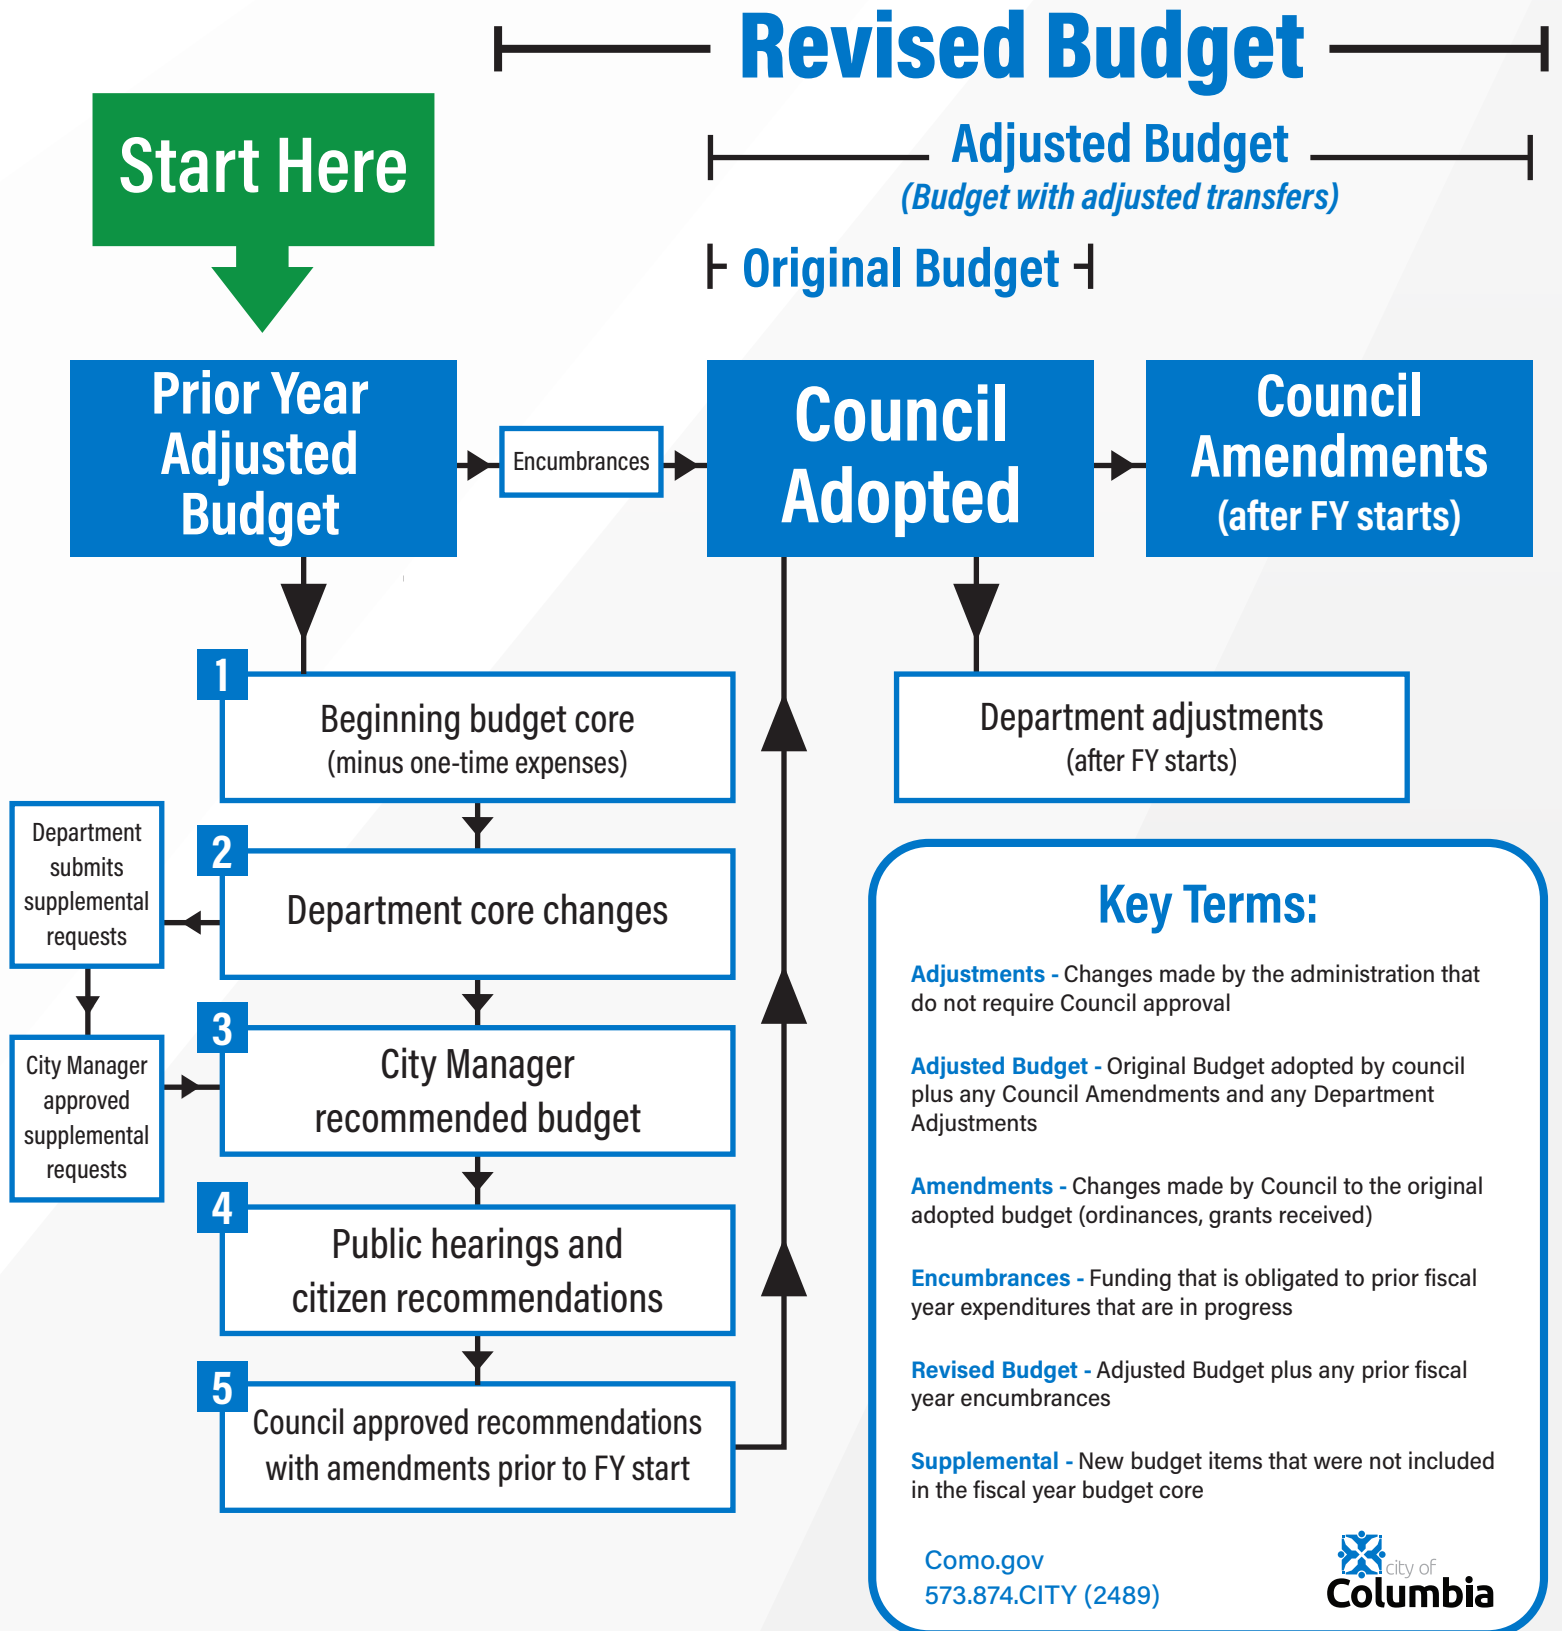 Revised Budget
Adjusted Budget
(Budget with adjusted transfers)
Original Budget
Start Here
Prior Year
Adjusted
Budget
Encumbrances
Council
Adopted
Council
Amendments
(after FY starts)
1
Beginning budget core
(minus one-time expenses)
Department adjustments
(after FY starts)
2
Department core changes
Department
submits
supplemental
requests
City Manager
approved
supplemental
requests
3
City Manager
recommended budget
4
Public hearings and
citizen recommendations
5
Council approved recommendations
with amendments prior to FY start
Key Terms:
Adjustments - Changes made by the administration that
do not require Council approval
Adjusted Budget - Original Budget adopted by council
plus any Council Amendments and any Department
Adjustments
Amendments - Changes made by Council to the original
adopted budget (ordinances, grants received)
Encumbrances - Funding that is obligated to prior fiscal
year expenditures that are in progress
Revised Budget - Adjusted Budget plus any prior fiscal
year encumbrances
Supplemental - New budget items that were not included
in the fiscal year budget core
Como.gov
573.874.CITY (2489)
city of
Columbia